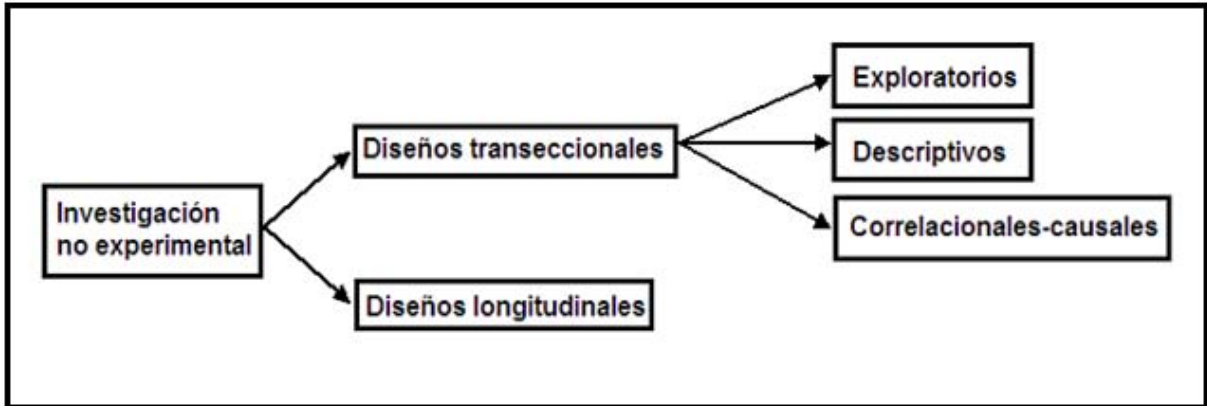 Investigación
no experimental
Diseños transeccionales
Diseños longitudinales
Exploratorios
Descriptivos
Correlacionales-causales